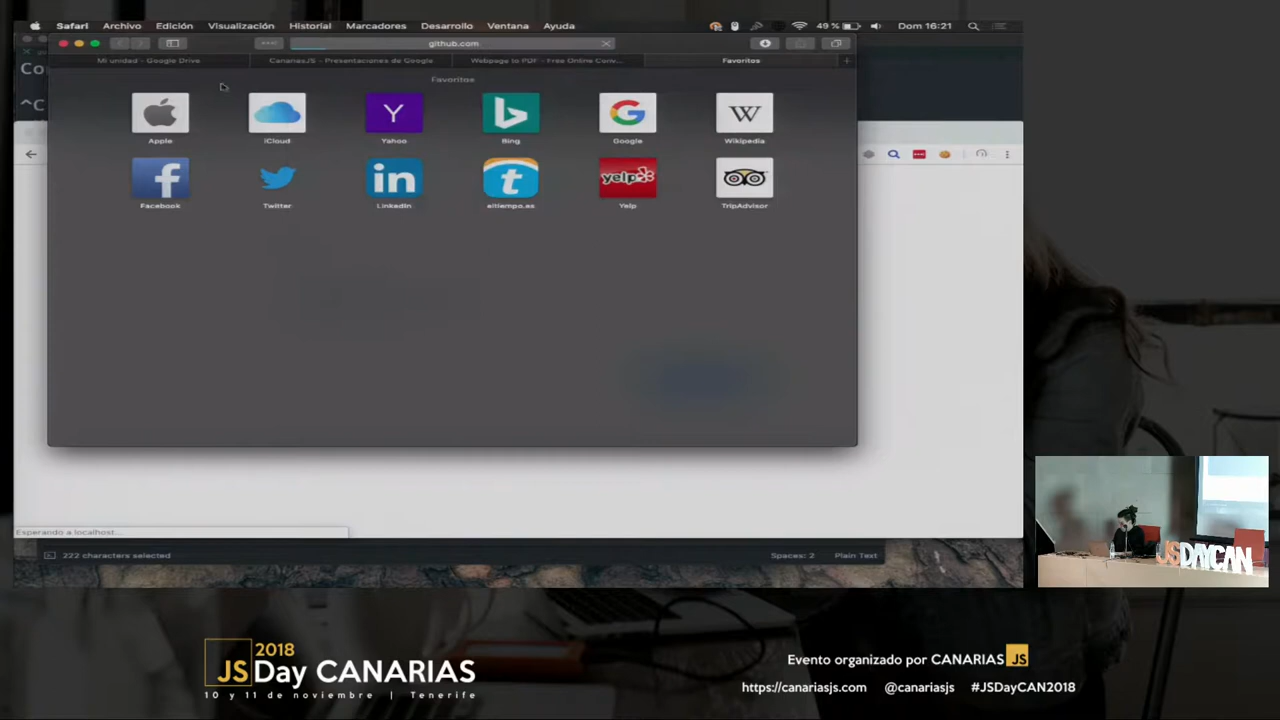 Safari Archivo Edición Visualización Historial Marcadores Desarrollo Ventana Ayuda 49 % Dom 16:21
github.com
Mi unidad - Google Drive CanariasJS - Presentaciones de Google Webpage to PDF - Free Online Conv... Favoritos
Favoritos
Co
^C
Apple iCloud Yahoo Bing Google Wikipedia
Facebook Twitter LinkedIn eltiempo.es Yelp TripAdvisor
Esperando a localhost...
222 characters selected Spaces: 2 Plain Text
JSDAYCAN
2018
JSDay CANARIAS
10 y 11 de noviembre | Tenerife
Evento organizado por CANARIAS JS
https://canariasjs.com @canariasjs #JSDayCAN2018